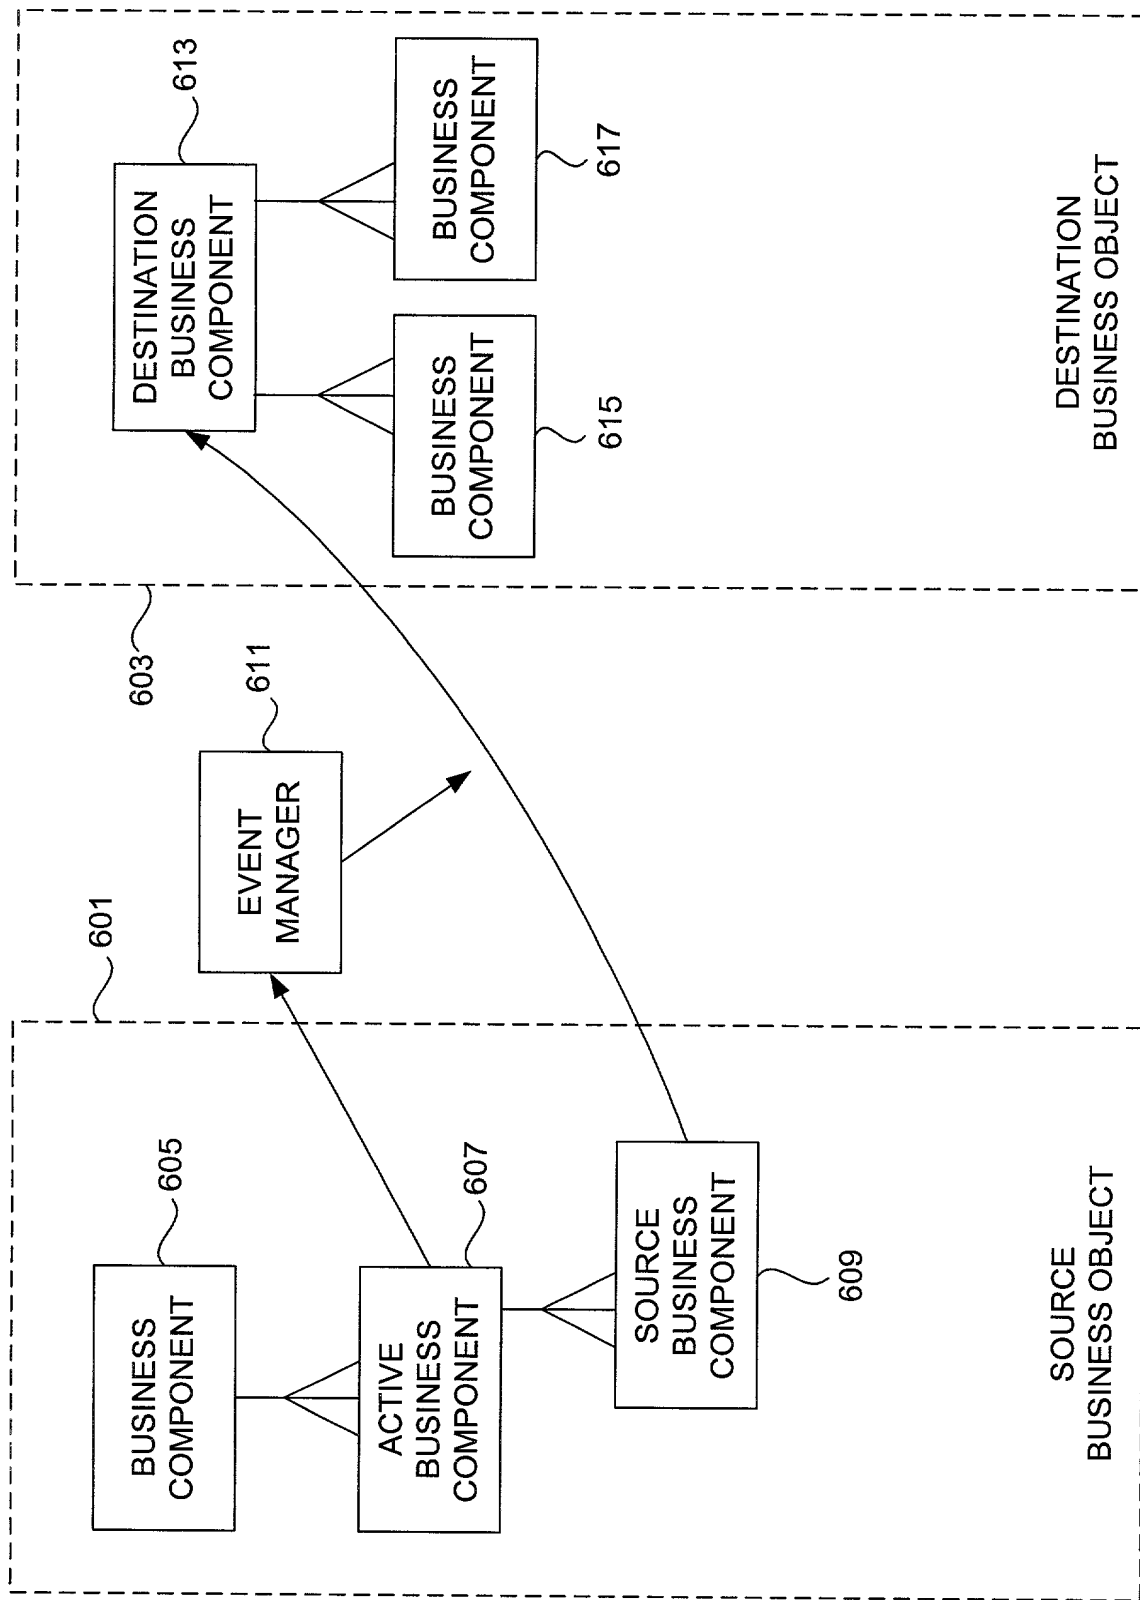 601
BUSINESS
COMPONENT
605
ACTIVE
BUSINESS
COMPONENT
607
SOURCE
BUSINESS
COMPONENT
609
SOURCE
BUSINESS OBJECT
EVENT
MANAGER
611
603
DESTINATION
BUSINESS
COMPONENT
613
BUSINESS
COMPONENT
615
BUSINESS
COMPONENT
617
DESTINATION
BUSINESS OBJECT